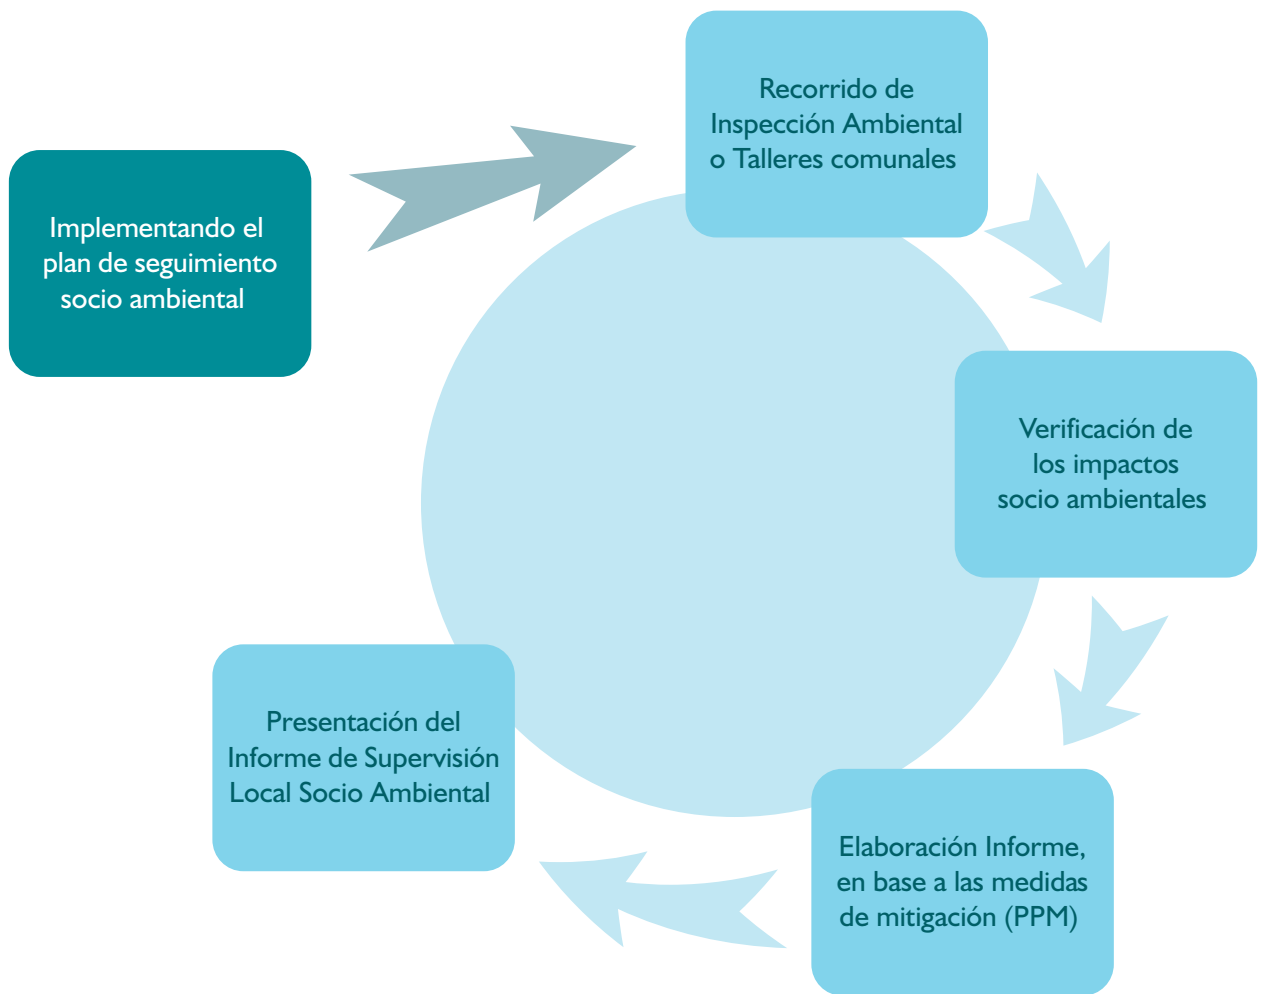 Implementando el
plan de seguimiento
socio ambiental
Recorrido de
Inspección Ambiental
o Talleres comunales
Verificación de
los impactos
socio ambientales
Elaboración Informe,
en base a las medidas
de mitigación (PPM)
Presentación del
Informe de Supervisión
Local Socio Ambiental